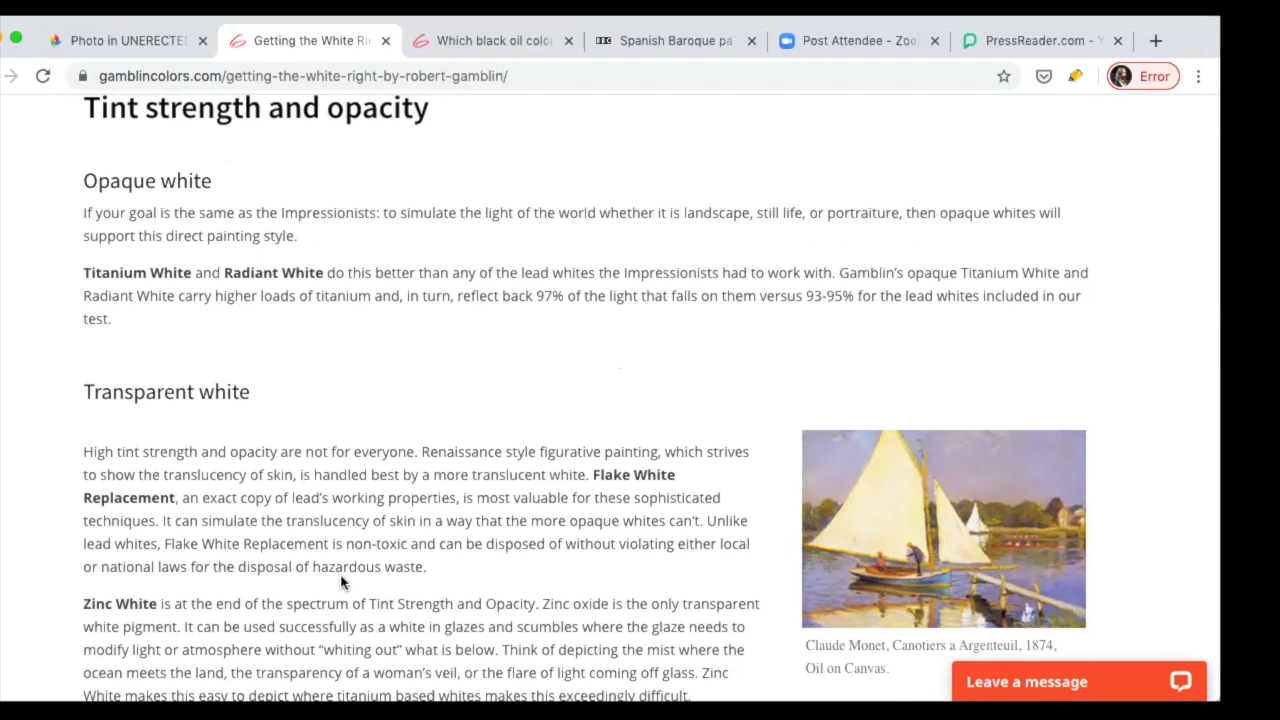 Photo in UNERECTED
Getting the White Ri
Which black oil colo
BBC
Spanish Baroque pa
Post Attendee - Zoo
PressReader.com - Y
gamblincolors.com/getting-the-white-right-by-robert-gamblin/
Error
Tint strength and opacity
Opaque white
If your goal is the same as the Impressionists: to simulate the light of the world whether it is landscape, still life, or portraiture, then opaque whites will
support this direct painting style.
Titanium White and Radiant White do this better than any of the lead whites the Impressionists had to work with. Gamblin's opaque Titanium White and
Radiant White carry higher loads of titanium and, in turn, reflect back 97% of the light that falls on them versus 93-95% for the lead whites included in our
test.
Transparent white
High tint strength and opacity are not for everyone. Renaissance style figurative painting, which strives
to show the translucency of skin, is handled best by a more translucent white. Flake White
Replacement, an exact copy of lead's working properties, is most valuable for these sophisticated
techniques. It can simulate the translucency of skin in a way that the more opaque whites can't. Unlike
lead whites, Flake White Replacement is non-toxic and can be disposed of without violating either local
or national laws for the disposal of hazardous waste.
Zinc White is at the end of the spectrum of Tint Strength and Opacity. Zinc oxide is the only transparent
white pigment. It can be used successfully as a white in glazes and scumbles where the glaze needs to
modify light or atmosphere without “whiting out” what is below. Think of depicting the mist where the
ocean meets the land, the transparency of a woman's veil, or the flare of light coming off glass. Zinc
White makes this easy to depict where titanium based whites makes this exceedingly difficult.
Claude Monet, Canotiers a Argenteuil, 1874,
Oil on Canvas.
Leave a message